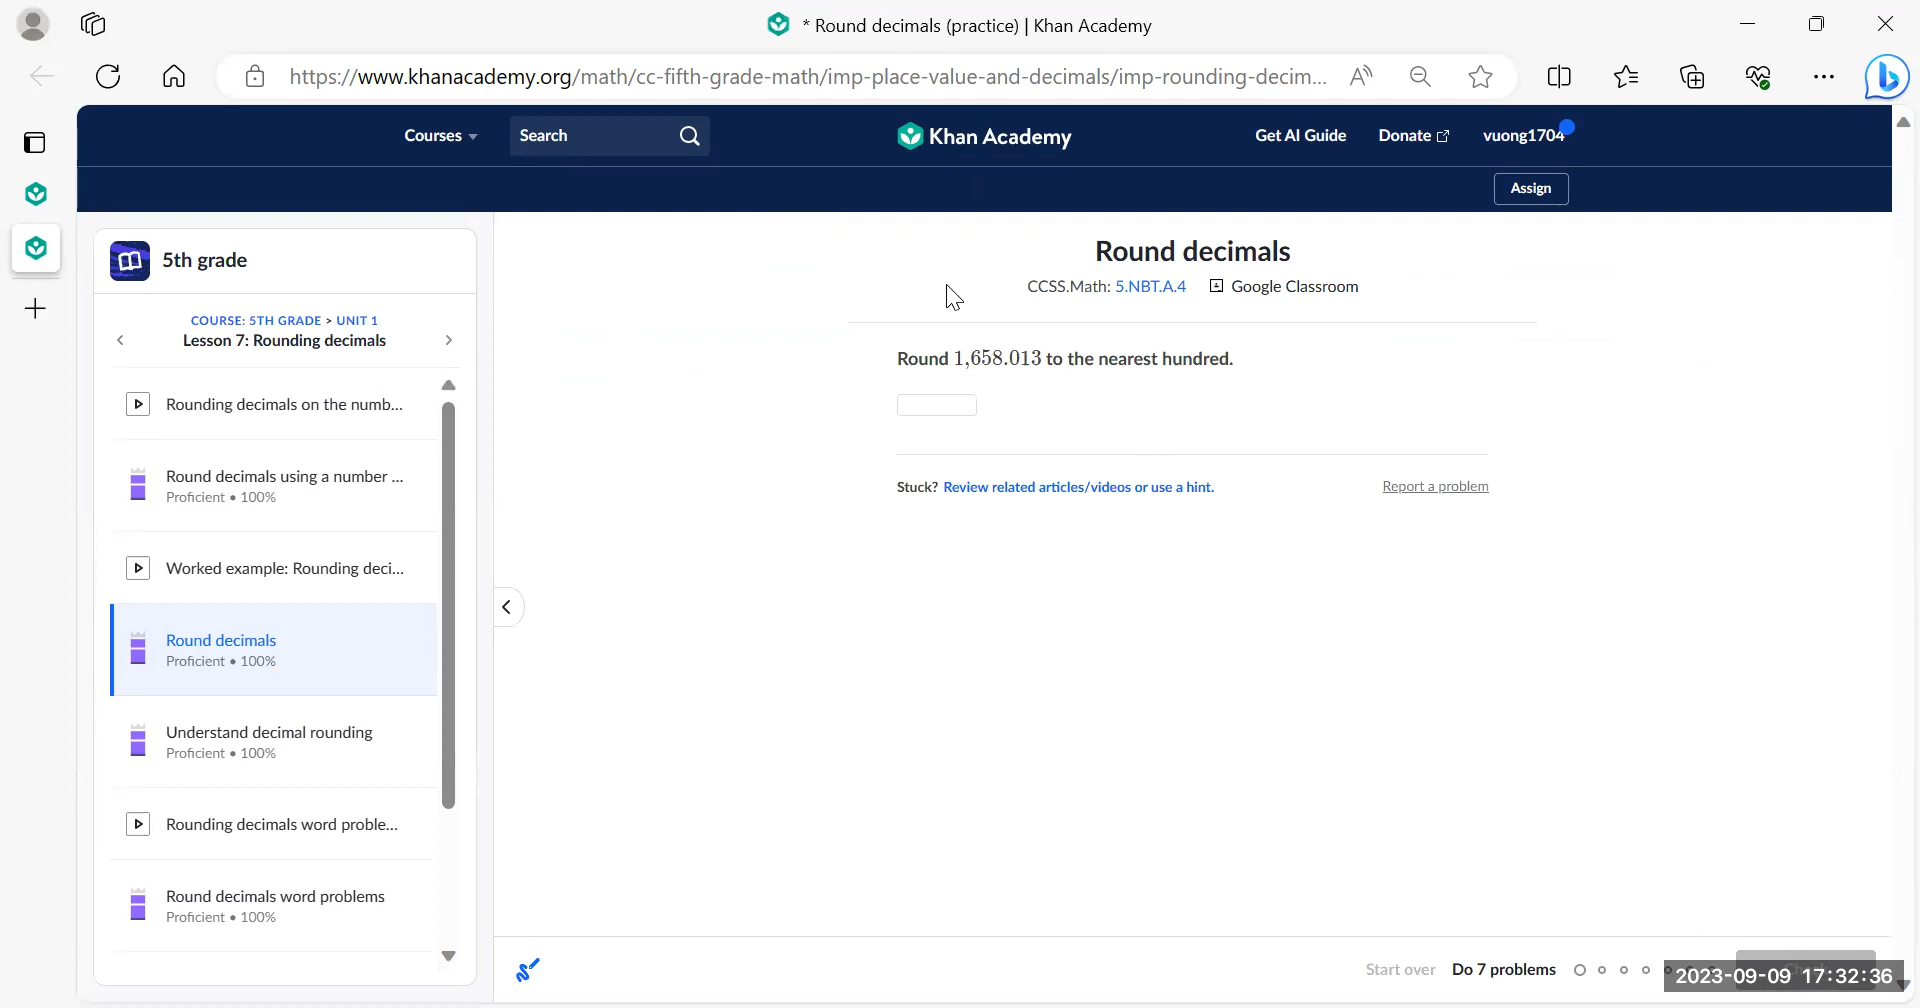 * Round decimals (practice) | Khan Academy
https://www.khanacademy.org/math/cc-fifth-grade-math/imp-place-value-and-decimals/imp-rounding-decim...
Courses
Search
Khan Academy
Get AI Guide
Donate
vuong1704
Assign
5th grade
COURSE: 5TH GRADE > UNIT 1
Lesson 7: Rounding decimals
Rounding decimals on the numb...
Round decimals using a number ...
Proficient • 100%
Worked example: Rounding deci...
Round decimals
Proficient • 100%
Understand decimal rounding
Proficient • 100%
Rounding decimals word proble...
Round decimals word problems
Proficient • 100%
Round decimals
CCSS.Math: 5.NBT.A.4
Google Classroom
Round 1,658.013 to the nearest hundred.
Stuck? Review related articles/videos or use a hint.
Report a problem
Start over
Do 7 problems
2023-09-09 17:32:36